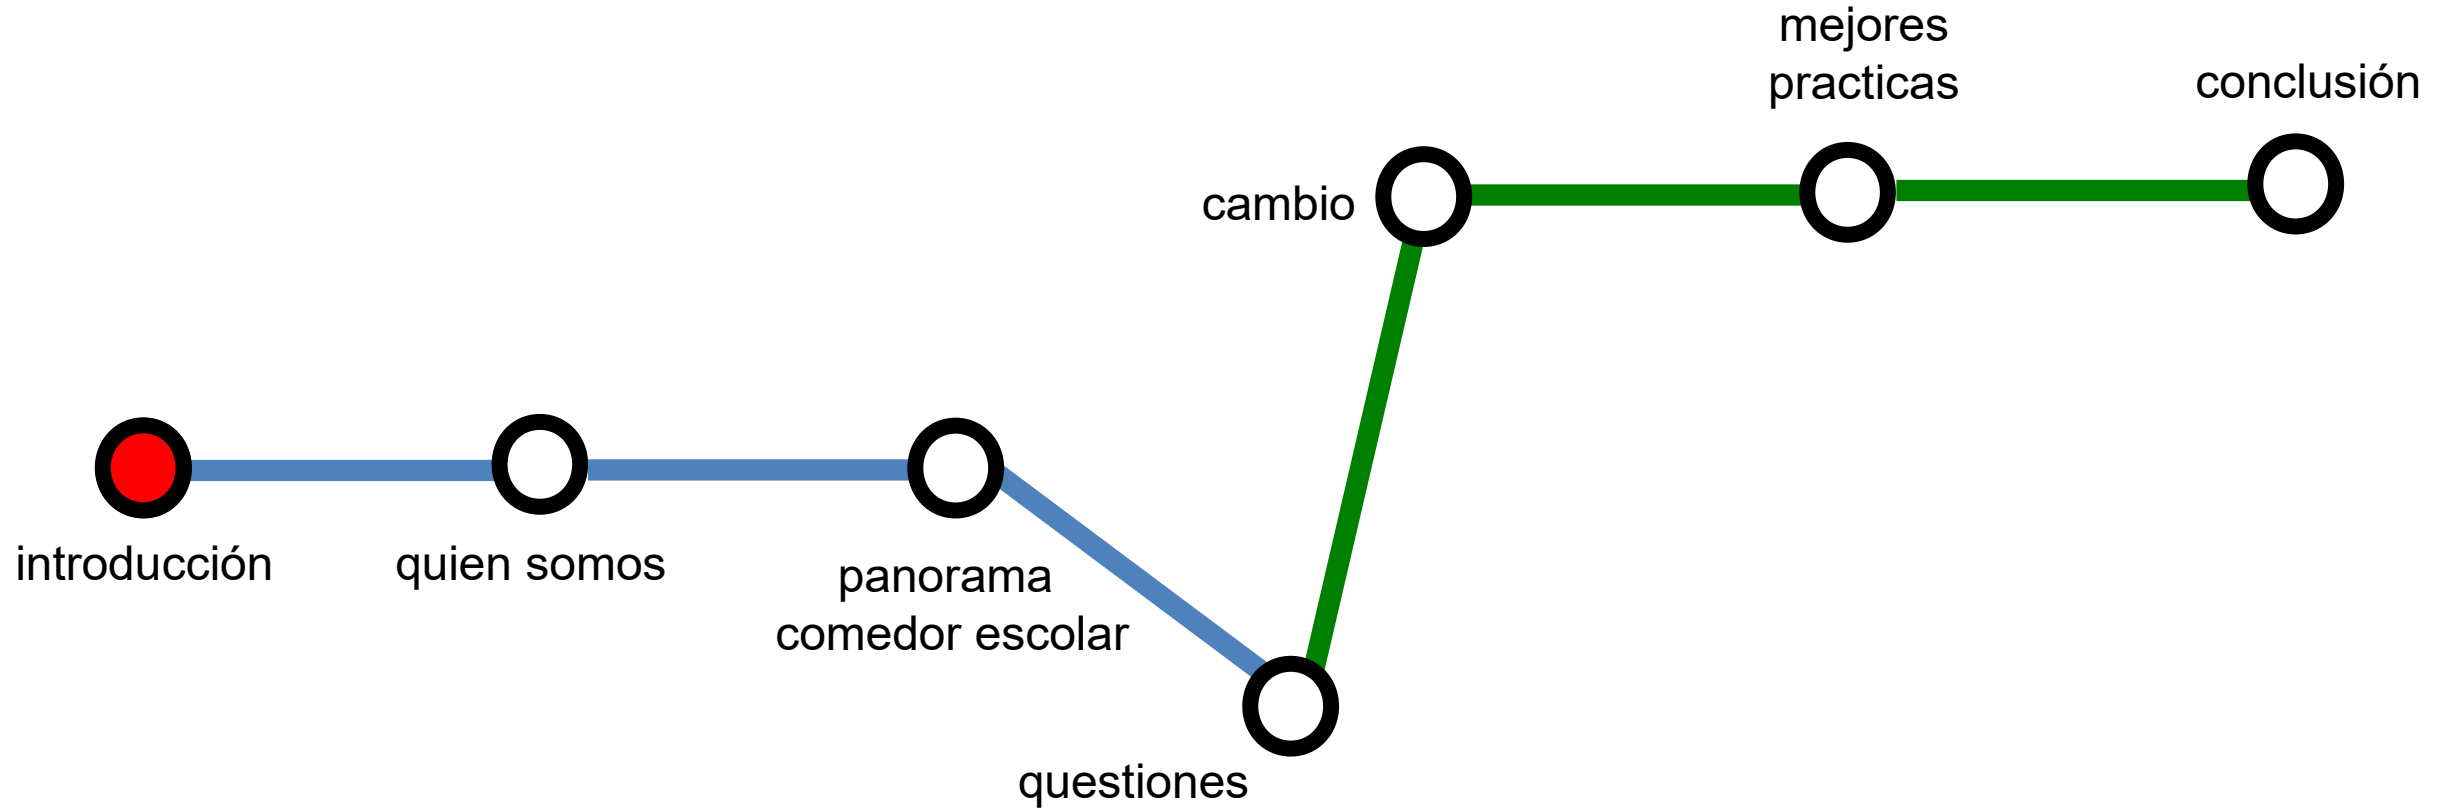 introducción
quien somos
panorama
comedor escolar
questiones
cambio
mejores
practicas
conclusión